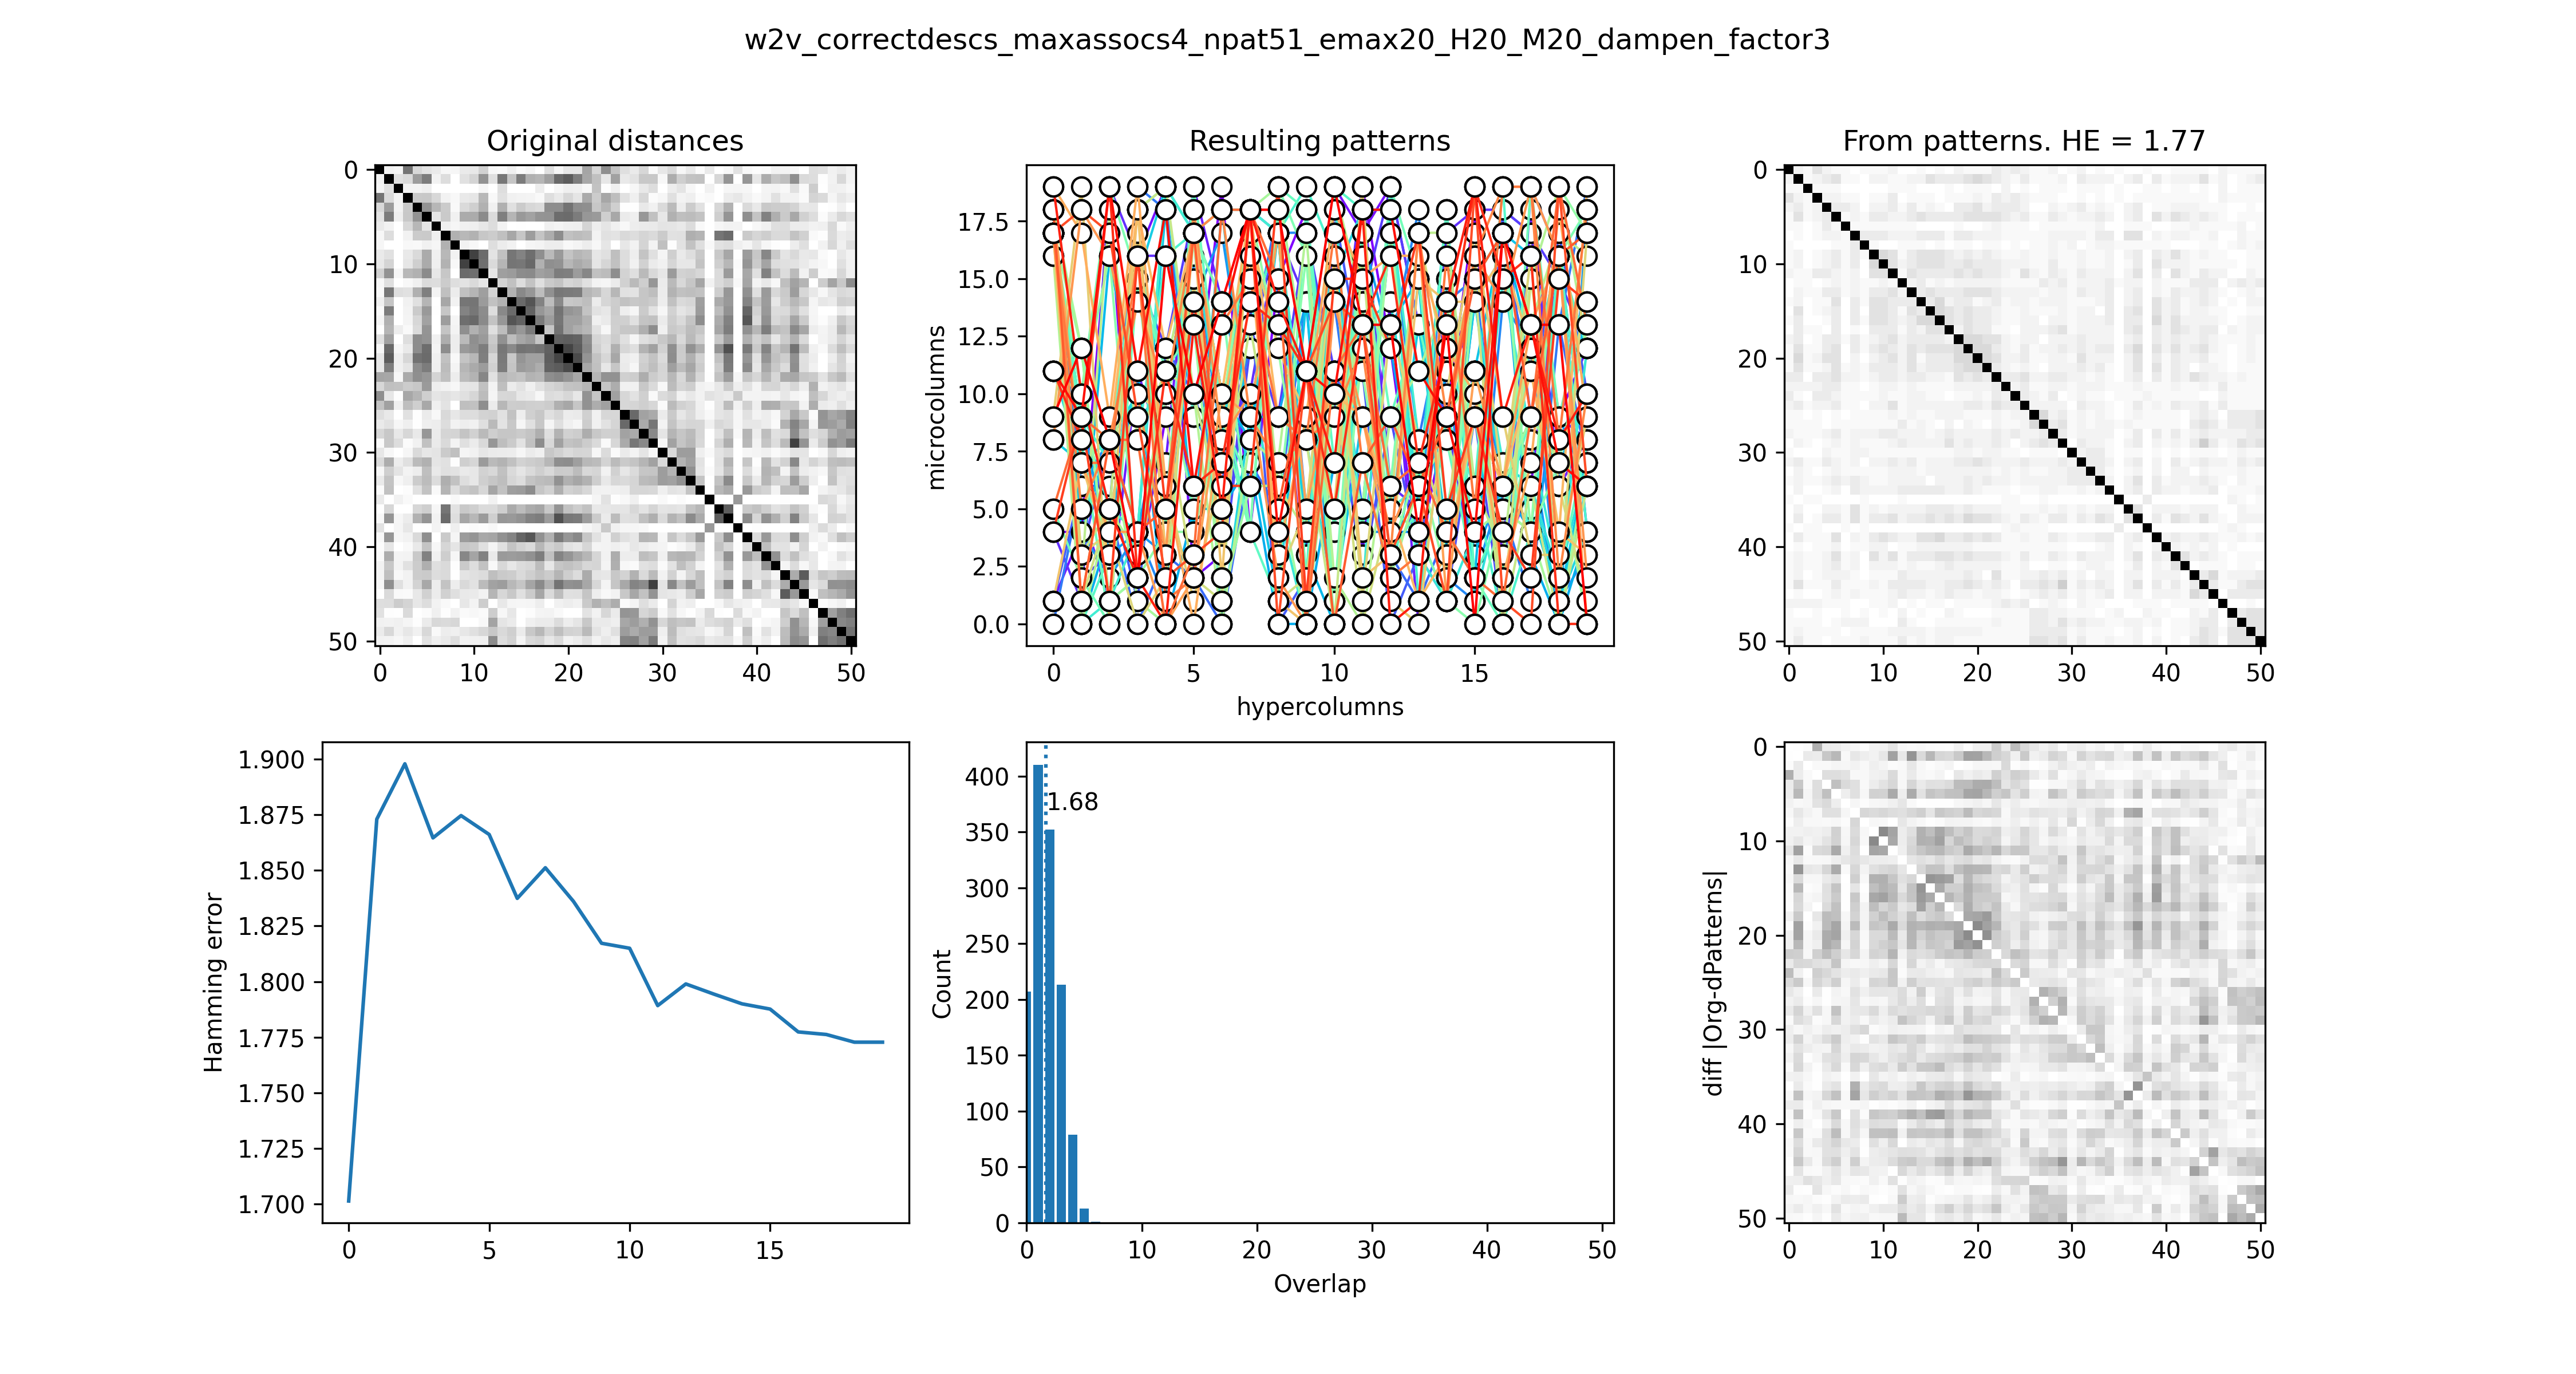 w2v_correctdescs_maxassocs4_npat51_emax20_H20_M20_dampen_factor3
Original distances
0
10
20
30
40
50
0 10 20 30 40 50
Resulting patterns
microcolumns
17.5
15.0
12.5
10.0
7.5
5.0
2.5
0.0
0 5 10 15
hypercolumns
From patterns. HE = 1.77
0
10
20
30
40
50
0 10 20 30 40 50
Hamming error
1.900
1.875
1.850
1.825
1.800
1.775
1.750
1.725
1.700
0 5 10 15
Count
400
350
300
250
200
150
100
50
0
1.68
0 10 20 30 40 50
Overlap
diff |Org-dPatterns|
0
10
20
30
40
50
0 10 20 30 40 50